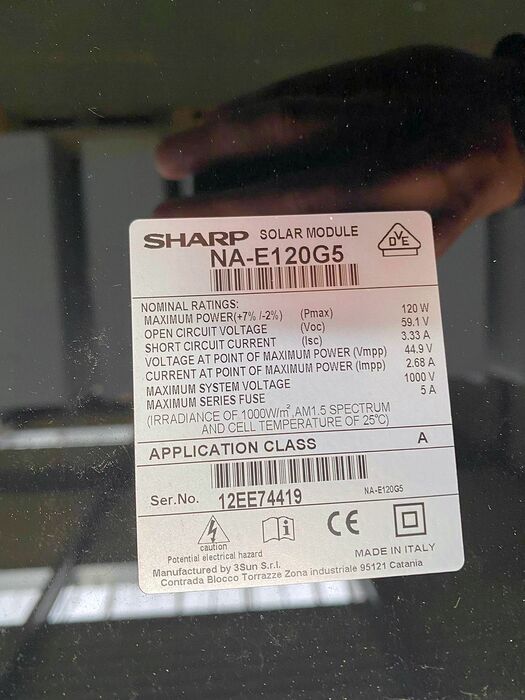 SHARP SOLAR MODULE
NA-E120G5
DVE
NOMINAL RATINGS:
MAXIMUM POWER(+7% /-2%) (Pmax) 120 W
OPEN CIRCUIT VOLTAGE (Voc) 59.1 V
SHORT CIRCUIT CURRENT (Isc) 3.33 A
VOLTAGE AT POINT OF MAXIMUM POWER (Vmpp) 44.9 V
CURRENT AT POINT OF MAXIMUM POWER (Impp) 2.68 A
MAXIMUM SYSTEM VOLTAGE 1000 V
MAXIMUM SERIES FUSE 5 A
(IRRADIANCE OF 1000W/m², AM1.5 SPECTRUM
AND CELL TEMPERATURE OF 25°C)
APPLICATION CLASS A
Ser.No. 12EE74419 NA-E120G5
caution
Potential electrical hazard
i
CE
MADE IN ITALY
Manufactured by 3Sun S.r.l.
Contrada Blocco Torrazze Zona industriale 95121 Catania